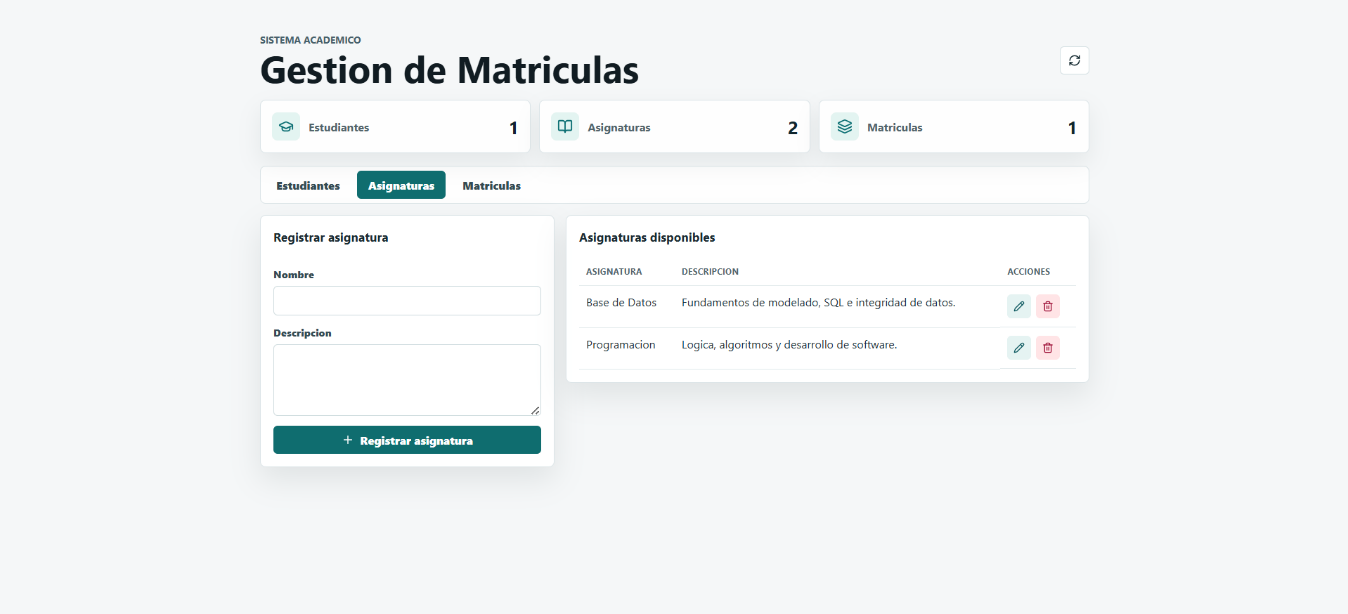 SISTEMA ACADEMICO
Gestion de Matriculas
Estudiantes 1
Asignaturas 2
Matriculas 1
Estudiantes Asignaturas Matriculas
Registrar asignatura
Nombre
Descripcion
+ Registrar asignatura
Asignaturas disponibles
ASIGNATURA DESCRIPCION ACCIONES
Base de Datos Fundamentos de modelado, SQL e integridad de datos.
Programacion Logica, algoritmos y desarrollo de software.